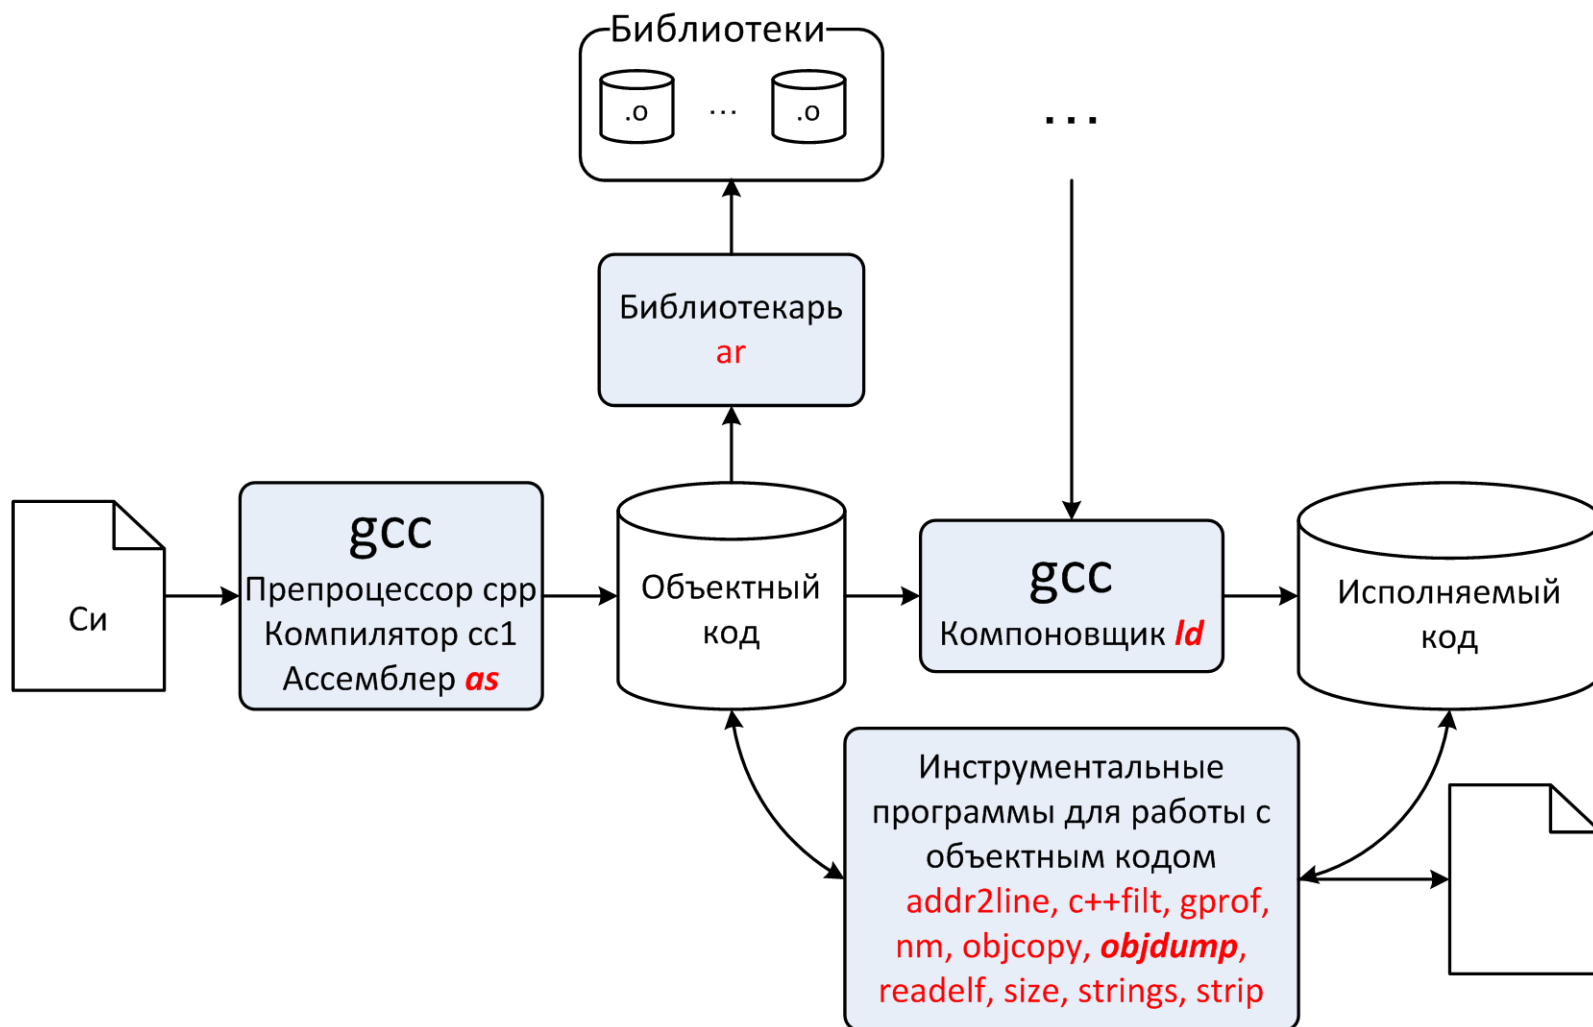 Библиотеки
.o ... .o
...
Библиотекарь
ar
Си
gcc
Препроцессор cpp
Компилятор cc1
Ассемблер as
Объектный
код
gcc
Компоновщик ld
Исполняемый
код
Инструментальные
программы для работы с
объектным кодом
addr2line, c++filt, gprof,
nm, objcopy, objdump,
readelf, size, strings, strip